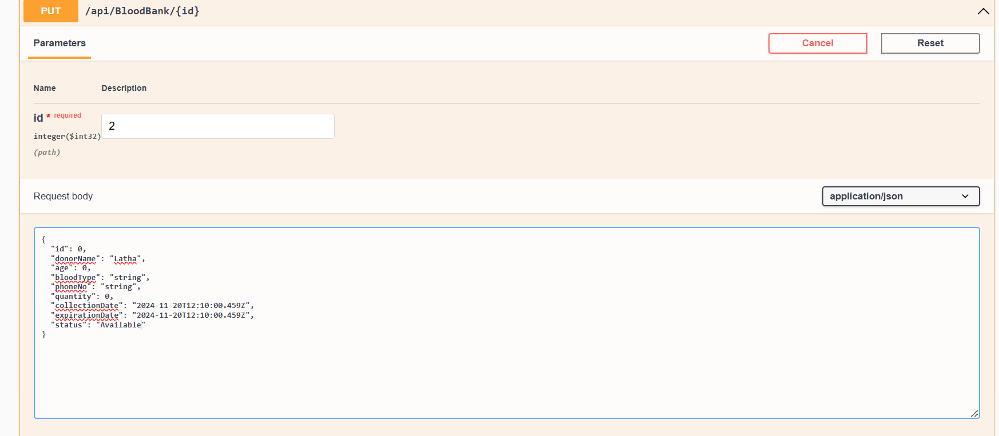 PUT /api/BloodBank/{id}
Parameters
Cancel
Reset
Name Description
id * required
2
integer($int32)
(path)
Request body
application/json
{
  "id": 0,
  "donorName": "Latha",
  "age": 0,
  "bloodType": "string",
  "phoneNo": "string",
  "quantity": 0,
  "collectionDate": "2024-11-20T12:10:00.459Z",
  "expirationDate": "2024-11-20T12:10:00.459Z",
  "status": "Available"
}